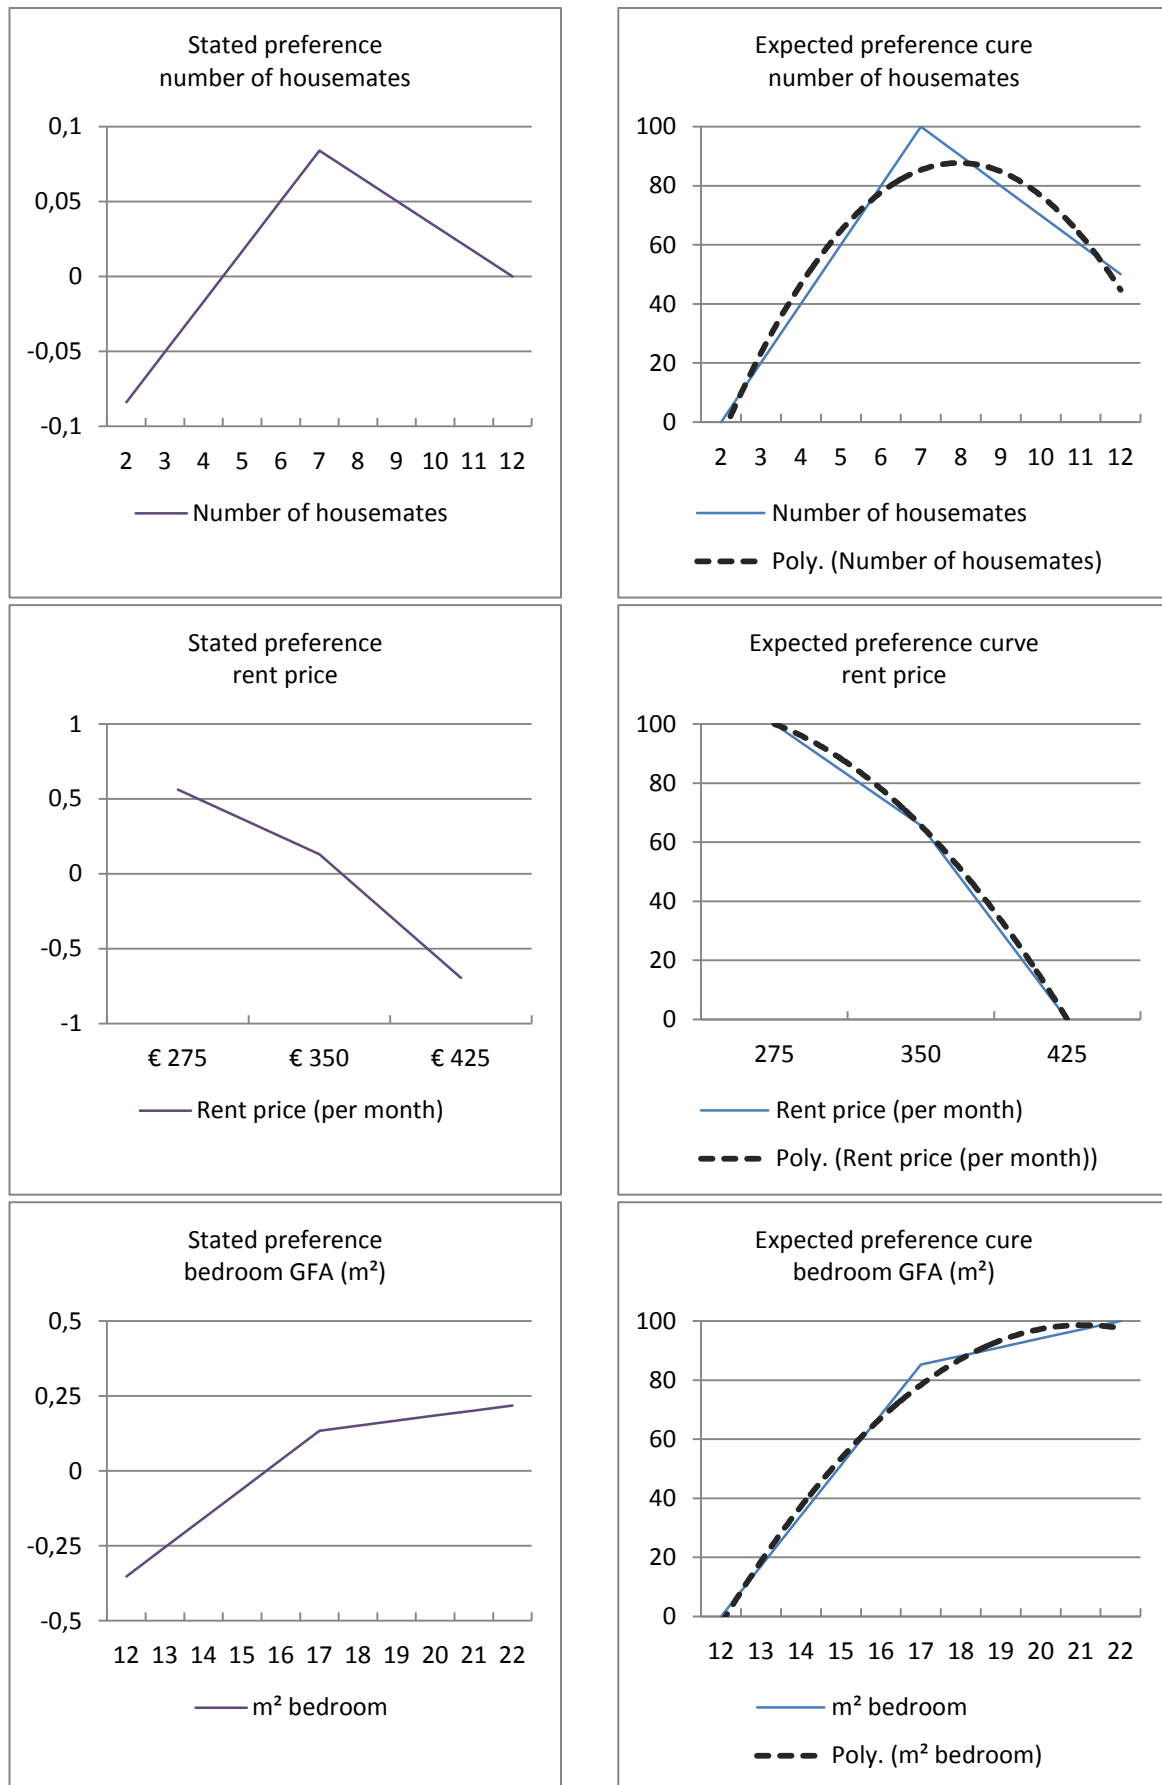 Stated preference
number of housemates
0,1
0,05
0
-0,05
-0,1
2 3 4 5 6 7 8 9 10 11 12
Number of housemates
Expected preference cure
number of housemates
100
80
60
40
20
0
2 3 4 5 6 7 8 9 10 11 12
Number of housemates
Poly. (Number of housemates)
Stated preference
rent price
1
0,5
0
-0,5
-1
€ 275 € 350 € 425
Rent price (per month)
Expected preference curve
rent price
100
80
60
40
20
0
275 350 425
Rent price (per month)
Poly. (Rent price (per month))
Stated preference
bedroom GFA (m²)
0,5
0,25
0
-0,25
-0,5
12 13 14 15 16 17 18 19 20 21 22
m² bedroom
Expected preference cure
bedroom GFA (m²)
100
80
60
40
20
0
12 13 14 15 16 17 18 19 20 21 22
m² bedroom
Poly. (m² bedroom)